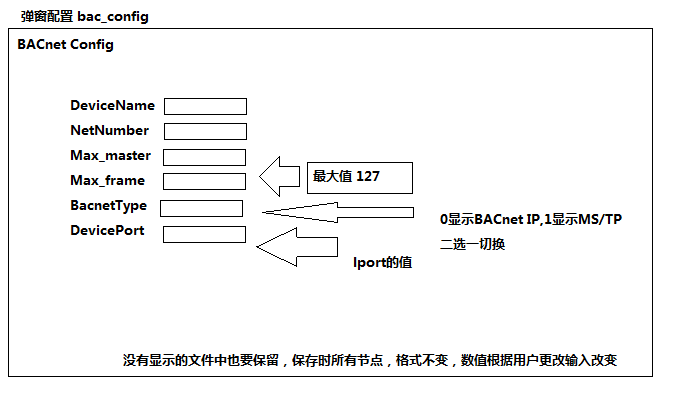 弹窗配置 bac_config
BACnet Config
DeviceName
NetNumber
Max_master
Max_frame
最大值 127
BacnetType
0显示BACnet IP,1显示MS/TP
二选一切换
DevicePort
Iport的值
没有显示的文件中也要保留，保存时所有节点，格式不变，数值根据用户更改输入改变